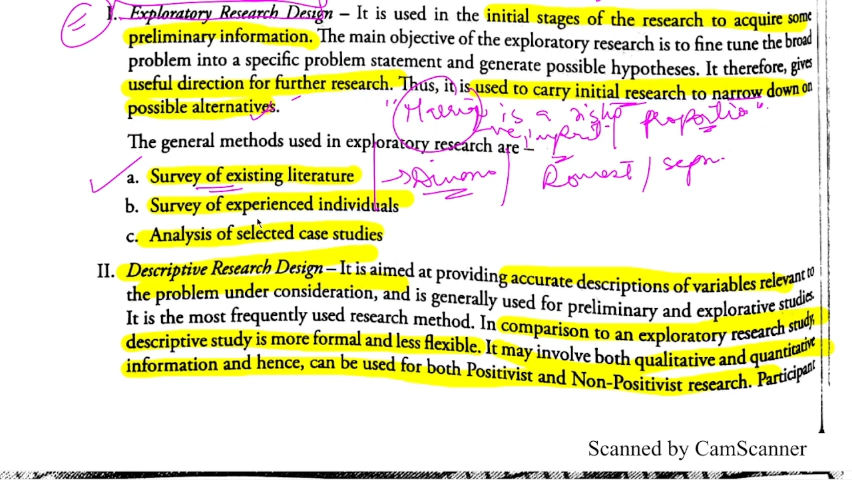 I. Exploratory Research Design – It is used in the initial stages of the research to acquire some
preliminary information. The main objective of the exploratory research is to fine tune the broad
problem into a specific problem statement and generate possible hypotheses. It therefore, gives
useful direction for further research. Thus, it is used to carry initial research to narrow down on
possible alternatives.
is a right proportio
The general methods used in exploratory research are –
a. Survey of existing literature
b. Survey of experienced individuals
c. Analysis of selected case studies
II. Descriptive Research Design – It is aimed at providing accurate descriptions of variables relevant to
the problem under consideration, and is generally used for preliminary and explorative studies.
It is the most frequently used research method. In comparison to an exploratory research study,
descriptive study is more formal and less flexible. It may involve both qualitative and quantitative
information and hence, can be used for both Positivist and Non-Positivist research. Participant
Scanned by CamScanner